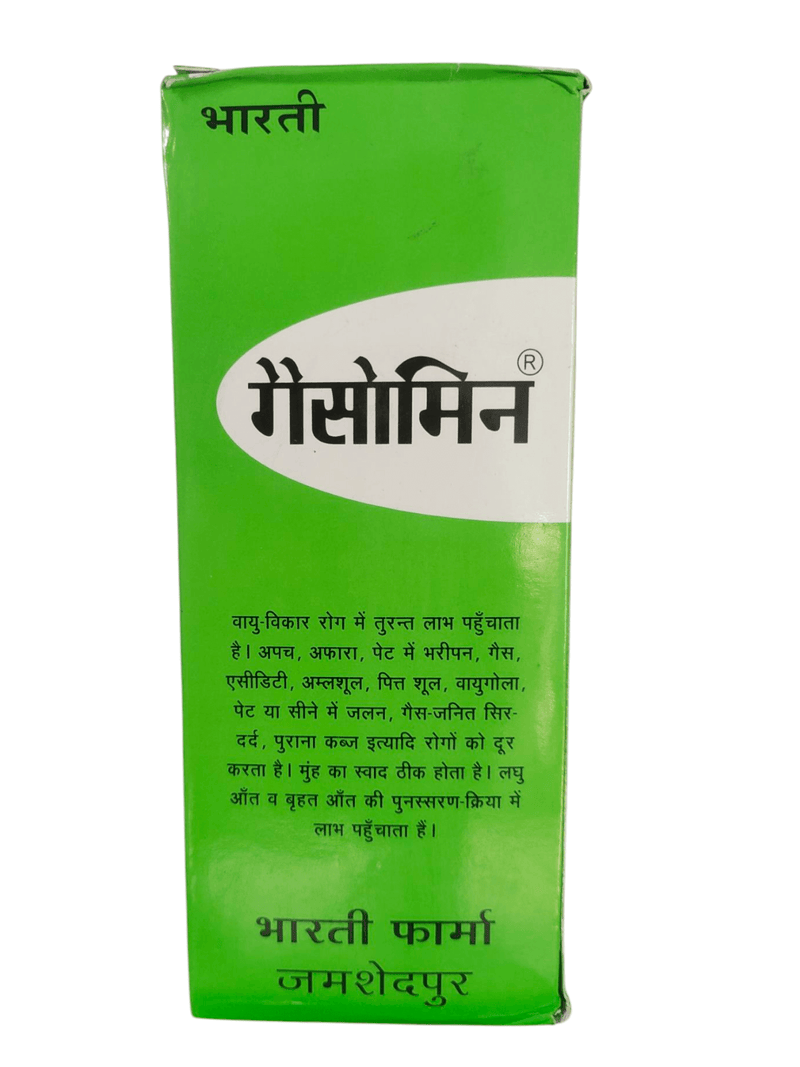 भारती
गैसोमिन®
वायु-विकार रोग में तुरन्त लाभ पहुँचाता
है। अपच, अफारा, पेट में भरीपन, गैस,
एसीडिटी, अम्लशूल, पित्त शूल, वायुगोला,
पेट या सीने में जलन, गैस-जनित सिर-
दर्द, पुराना कब्ज इत्यादि रोगों को दूर
करता है। मुंह का स्वाद ठीक होता है। लघु
आँत व बृहत आँत की पुनस्सरण-क्रिया में
लाभ पहुँचाता हैं।
भारती फार्मा
जमशेदपुर